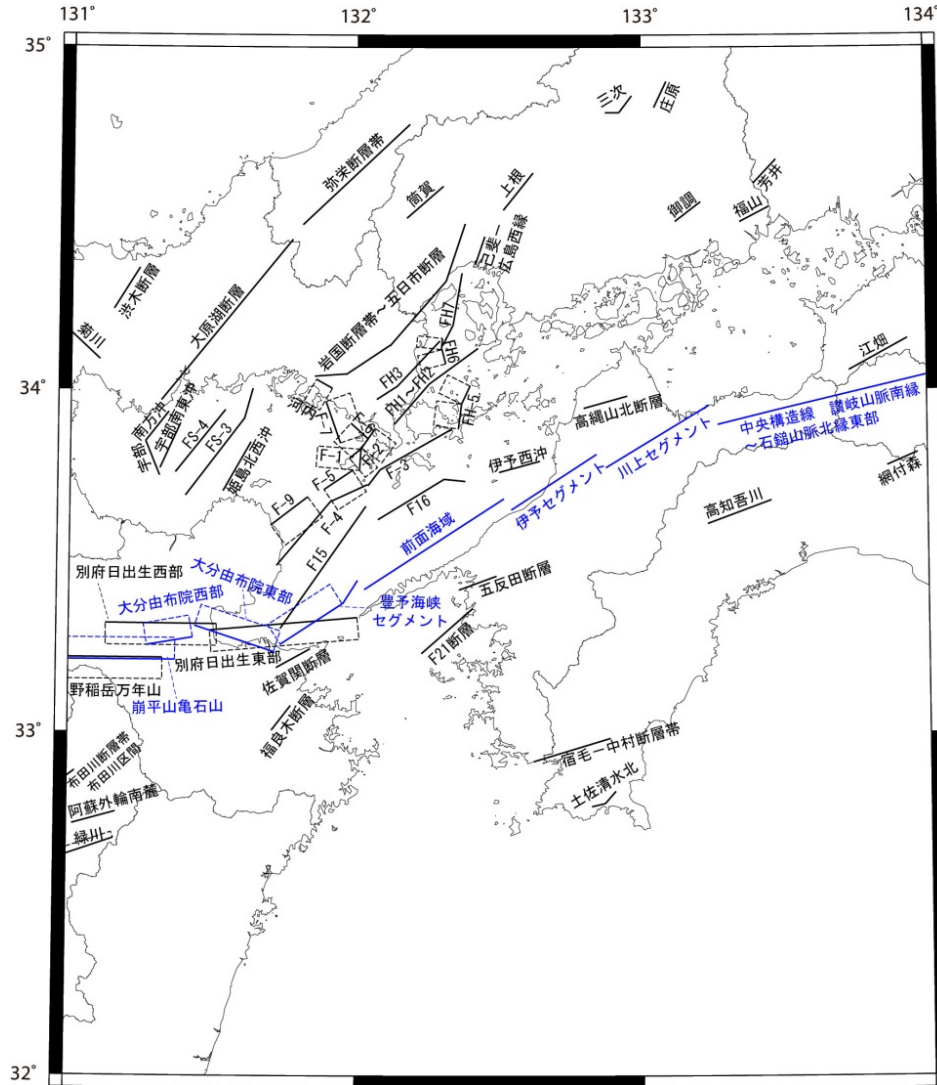 131°
132°
133°
134°
35°
三次
庄原
弥栄断層帯
筒賀
上根
芳井
御調
福山
己斐－
広島西縁
渋木断層
大原湖断層
菊川
岩国断層帯～五日市断層
FH7
江畑
FH6
34°
FH3
FH1～FH2
宇部南方沖
宇部南東沖
FH-5
高縄山北断層
中央構造線　讃岐山脈南縁
～石鎚山脈北縁東部
FS-4
FS-3
F-1
F-2
F-3
川上セグメント
姫島北西沖
伊予西沖
網付森
F-5
伊予セグメント
F-9
F-4
F16
高知吾川
前面海域
F15
別府日出生西部
大分由布院東部
大分由布院西部
五反田断層
豊予海峡
セグメント
F21断層
別府日出生東部
佐賀関断層
野稲岳万年山
崩平山亀石山
福良木断層
33°
布田川断層帯
布田川区間
宿毛－中村断層帯
土佐清水北
阿蘇外輪南麓
緑川
32°